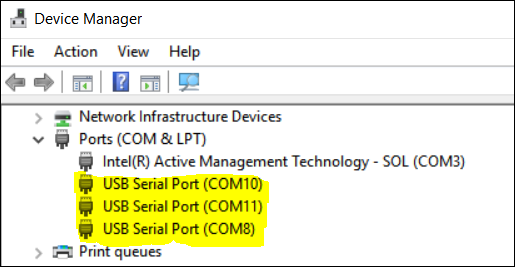 Device Manager
File Action View Help
Network Infrastructure Devices
Ports (COM & LPT)
Intel(R) Active Management Technology - SOL (COM3)
USB Serial Port (COM10)
USB Serial Port (COM11)
USB Serial Port (COM8)
Print queues